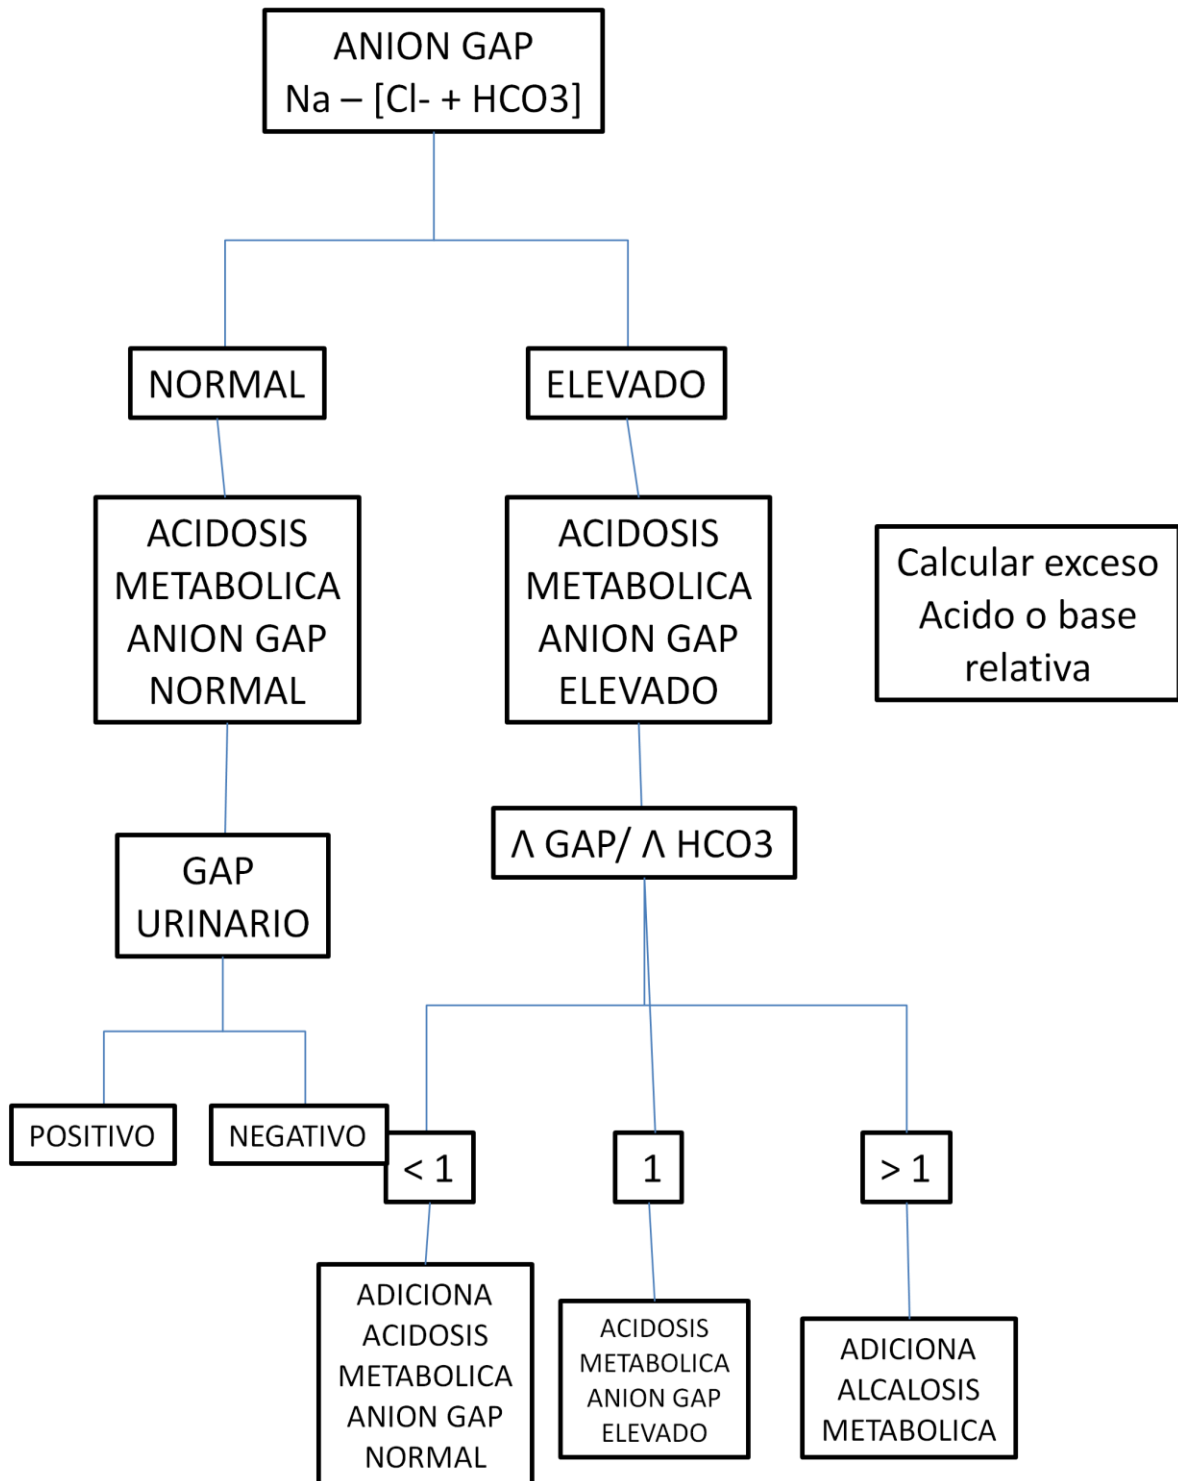 ANION GAP
Na – [Cl- + HCO3]
NORMAL
ELEVADO
ACIDOSIS
METABOLICA
ANION GAP
NORMAL
ACIDOSIS
METABOLICA
ANION GAP
ELEVADO
Calcular exceso
Acido o base
relativa
Λ GAP/ Λ HCO3
GAP
URINARIO
POSITIVO
NEGATIVO
< 1
1
> 1
ADICIONA
ACIDOSIS
METABOLICA
ANION GAP
NORMAL
ACIDOSIS
METABOLICA
ANION GAP
ELEVADO
ADICIONA
ALCALOSIS
METABOLICA